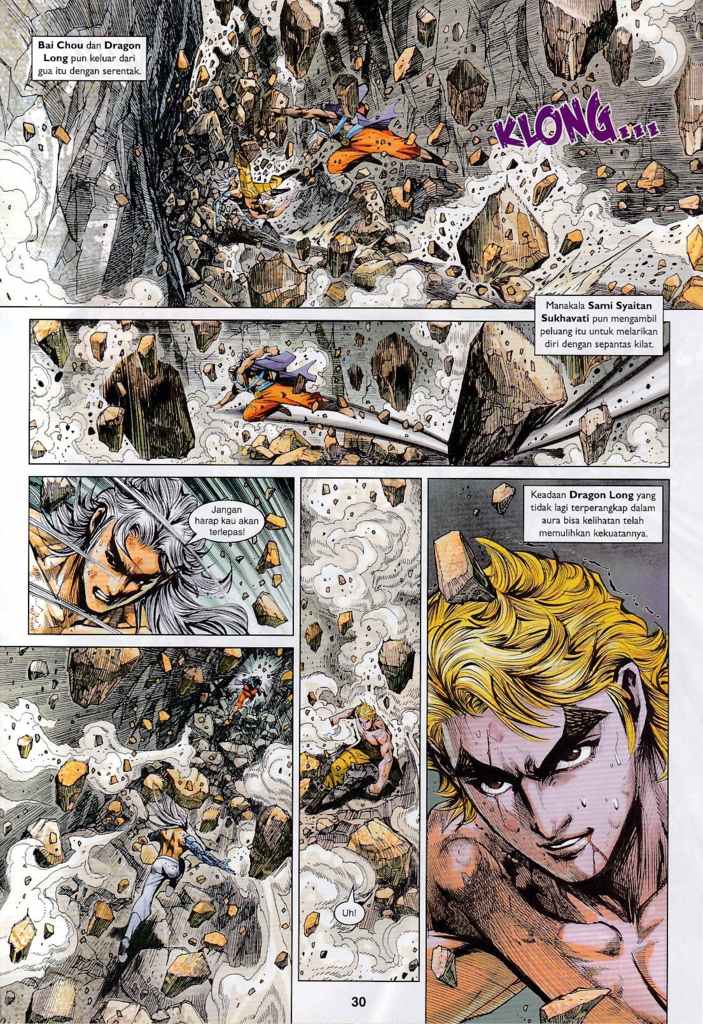 Bai Chou dan Dragon
Long pun keluar dari
gua itu dengan serentak.
KLONG...
Manakala Sami Syaitan
Sukhavati pun mengambil
peluang itu untuk melarikan
diri dengan sepantas kilat.
Jangan
harap kau akan
terlepas!
Keadaan Dragon Long yang
tidak lagi terperangkap dalam
aura bisa kelihatan telah
memulihkan kekuatannya.
Uh!
30